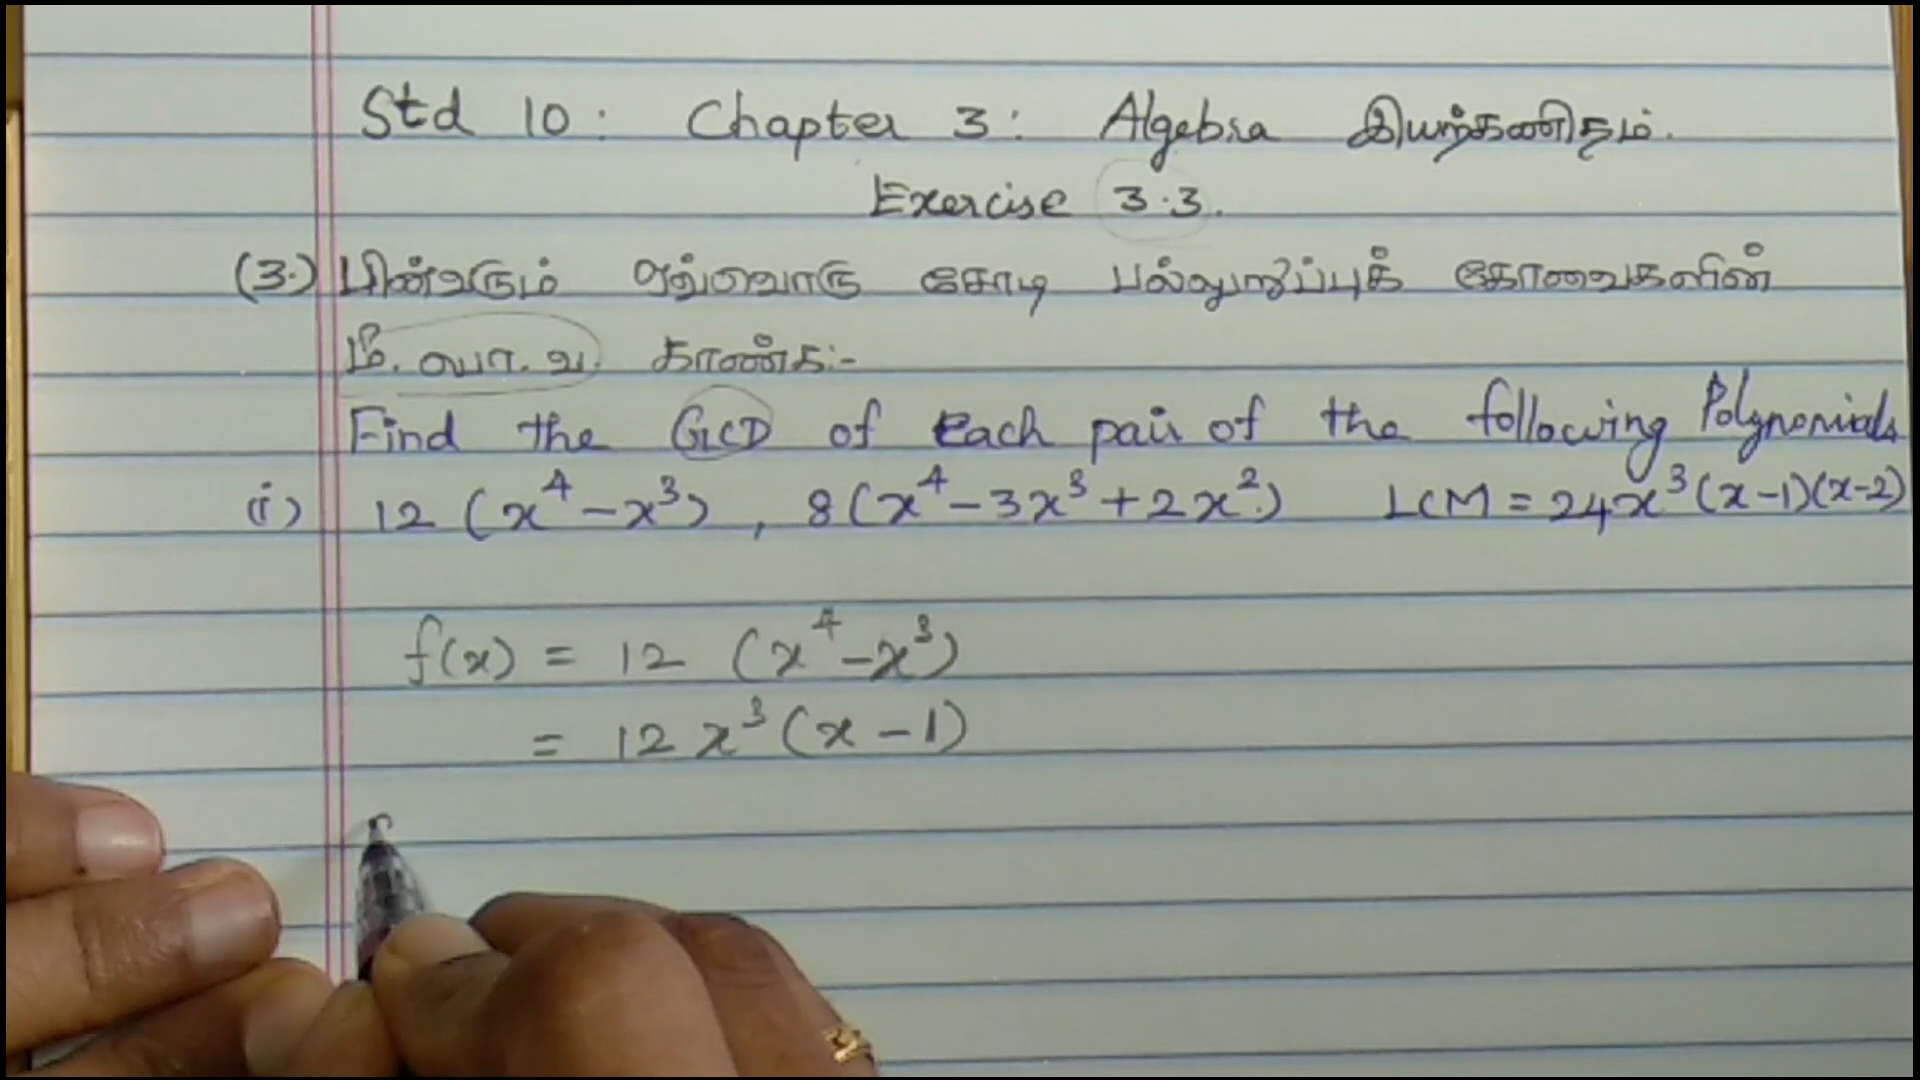 Std 10: Chapter 3: Algebra இயற்கணிதம்.
Exercise 3.3.
(3.) பின்வரும் ஒவ்வொரு சோடி பல்லுறுப்புக் கோவைகளின்
மீ.பொ.வ. காண்க:-
Find the GCD of each pair of the following Polynomials
(i) 12 (x⁴ - x³), 8(x⁴ - 3x³ + 2x²) LCM = 24x³(x-1)(x-2)
f(x) = 12 (x⁴ - x³)
= 12 x³ (x - 1)